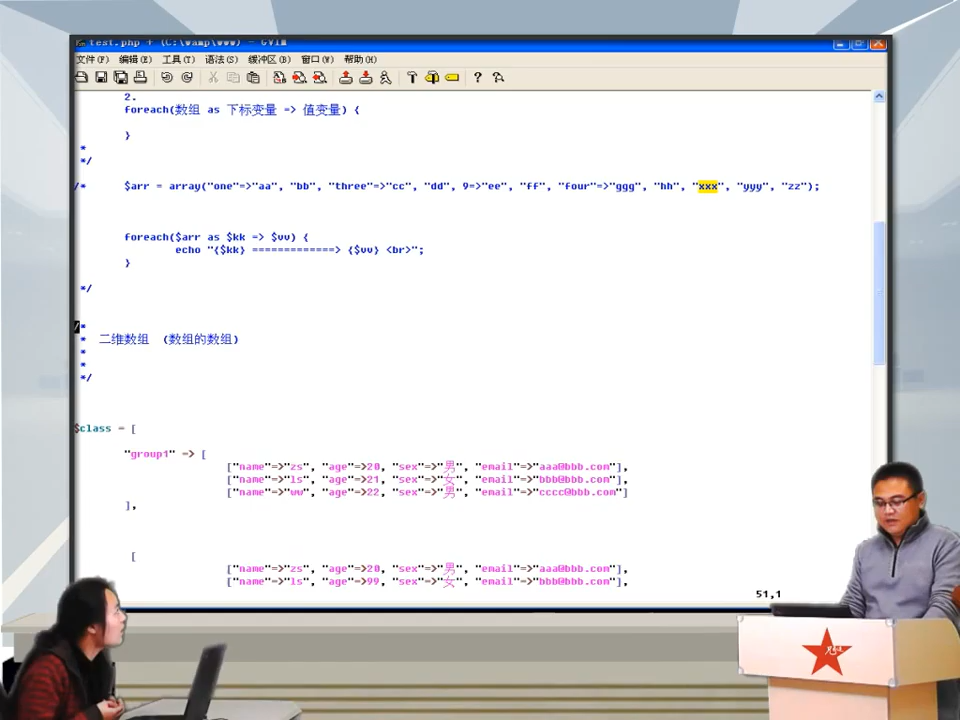 test.php + (C:\wamp\www) - GVIM
文件(F) 编辑(E) 工具(T) 语法(S) 缓冲区(B) 窗口(W) 帮助(H)
2.
foreach(数组 as 下标变量 => 值变量) {
}
*
*/
/* $arr = array("one"=>"aa", "bb", "three"=>"cc", "dd", 9=>"ee", "ff", "four"=>"ggg", "hh", "xxx", "yyy", "zz");
foreach($arr as $kk => $vv) {
echo "{$kk} =============> {$vv} <br>";
}
*/
/*
* 二维数组 (数组的数组)
*
*
*/
$class = [
"group1" => [
["name"=>"zs", "age"=>20, "sex"=>"男", "email"=>"aaa@bbb.com"],
["name"=>"ls", "age"=>21, "sex"=>"女", "email"=>"bbb@bbb.com"],
["name"=>"ww", "age"=>22, "sex"=>"男", "email"=>"cccc@bbb.com"]
],
[
["name"=>"zs", "age"=>20, "sex"=>"男", "email"=>"aaa@bbb.com"],
["name"=>"ls", "age"=>99, "sex"=>"女", "email"=>"bbb@bbb.com"],
51,1